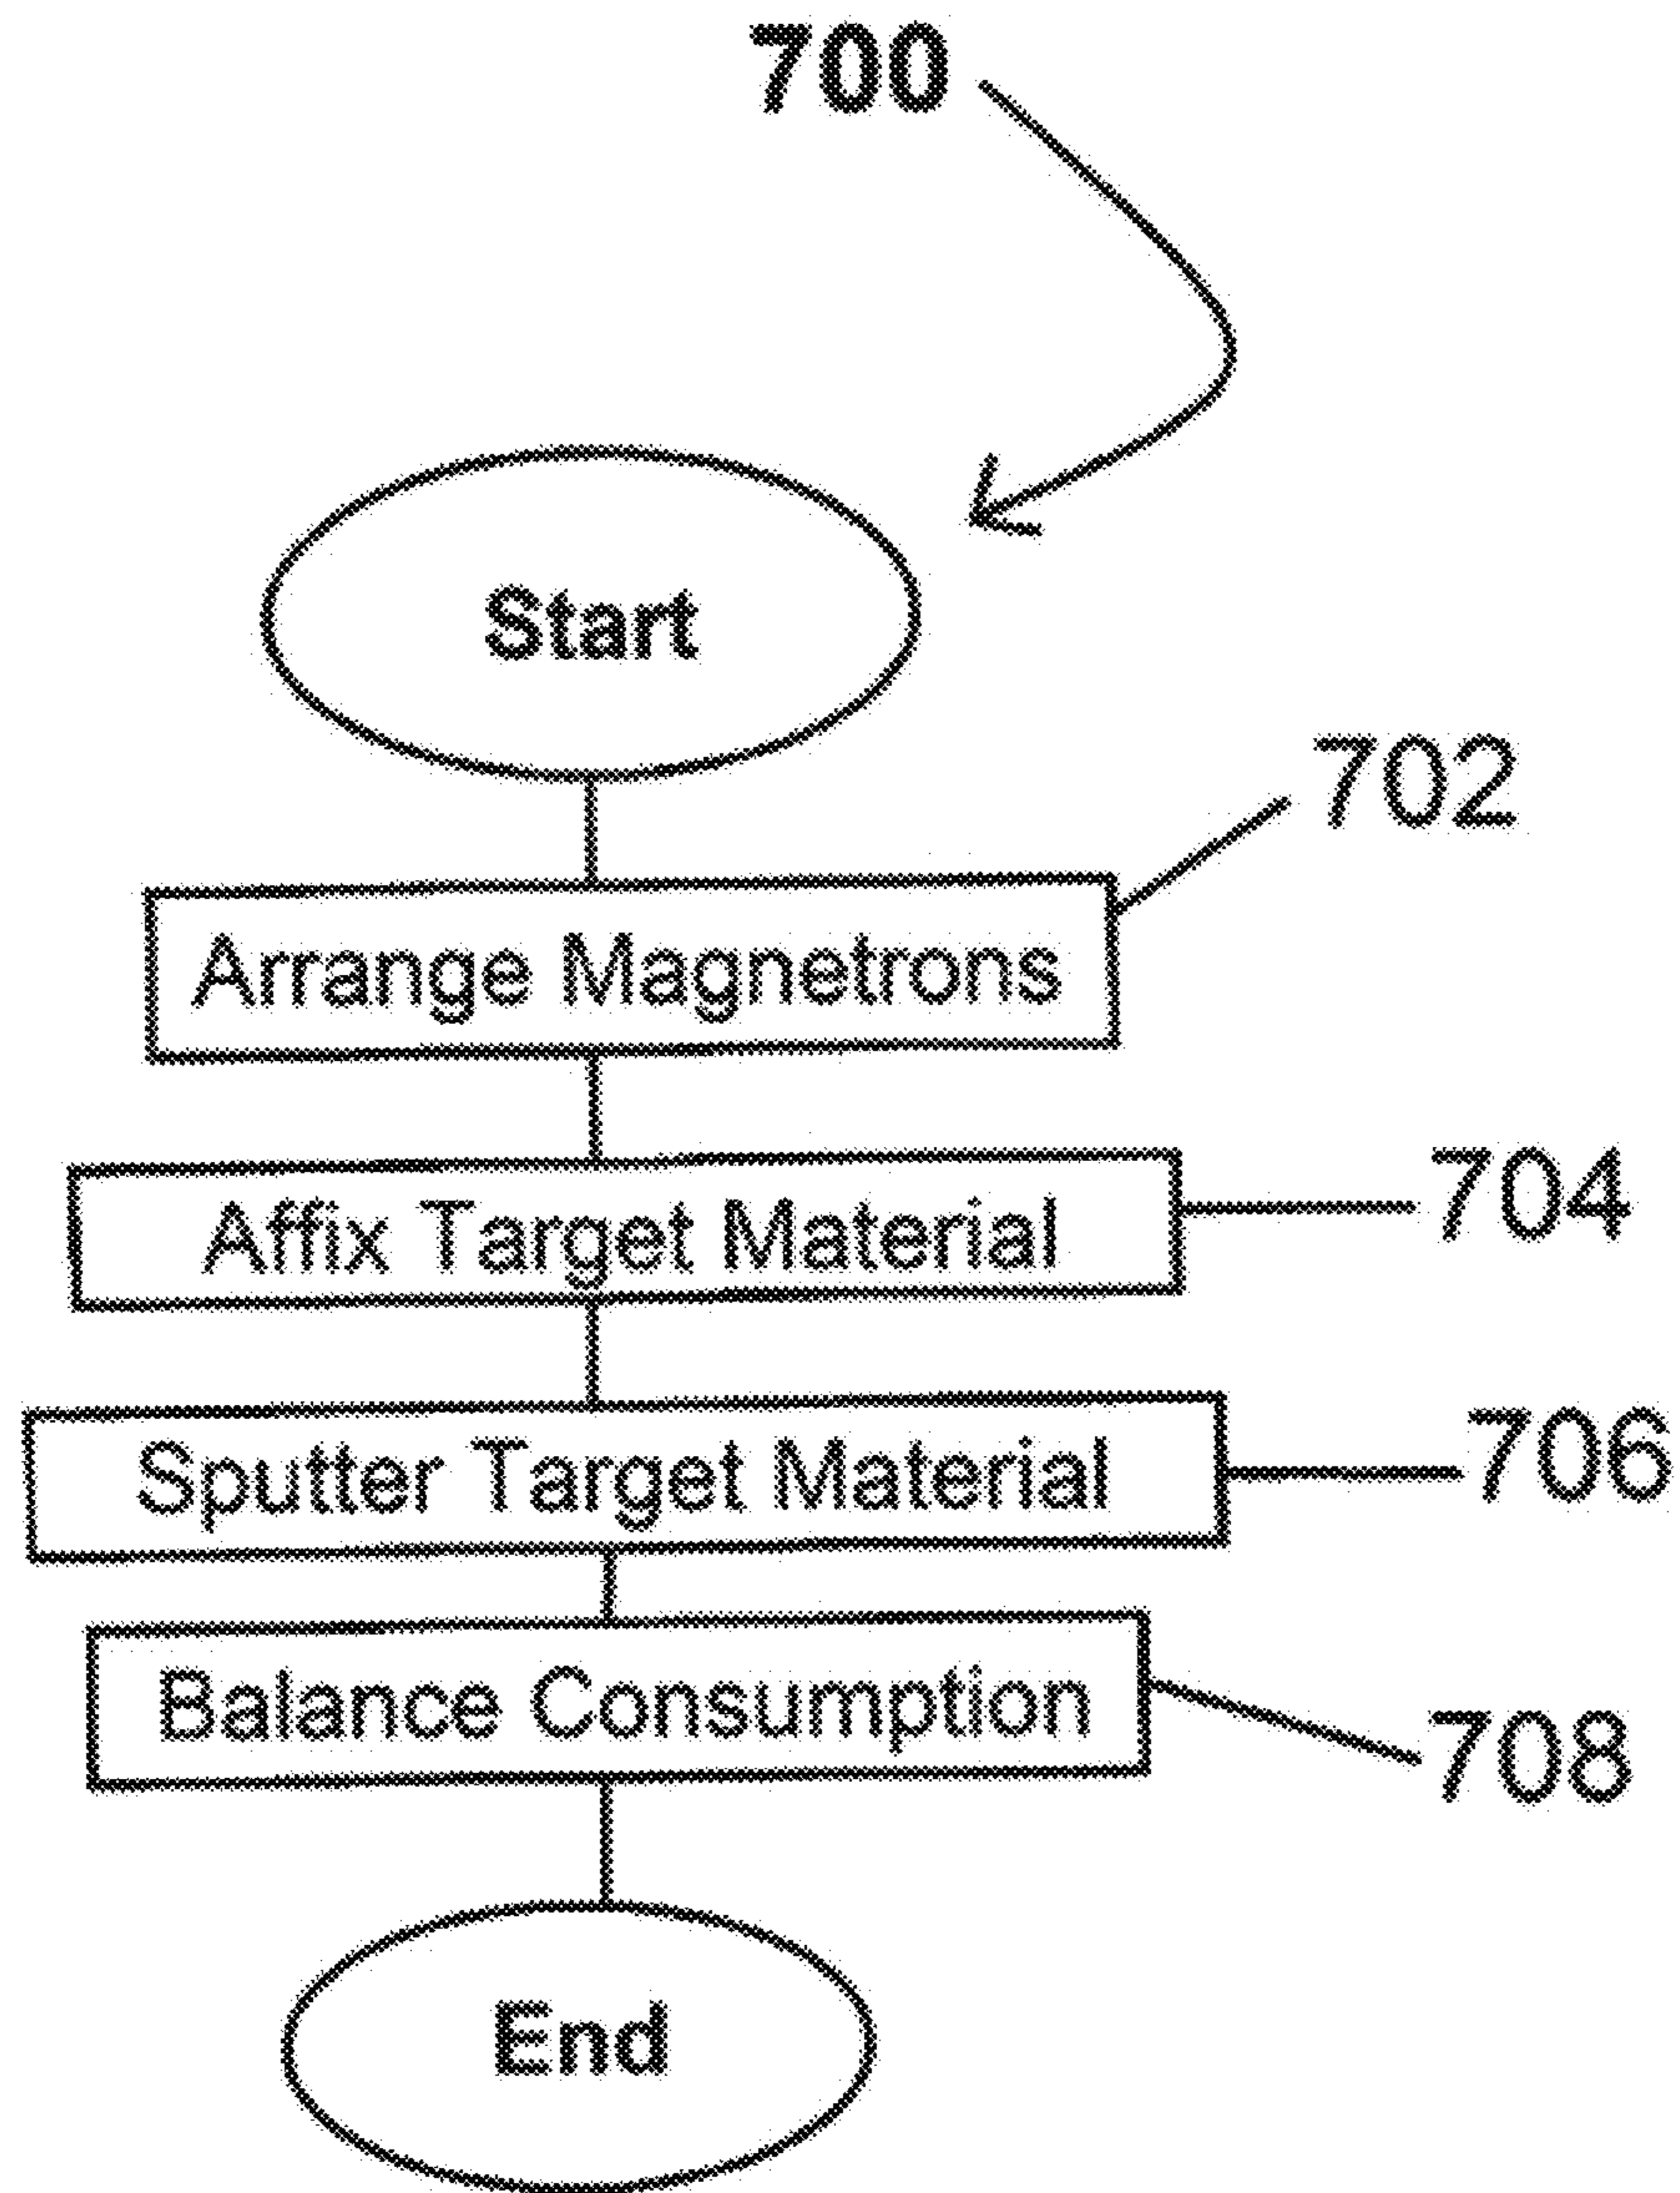 700
Start
702
Arrange Magnetrons
Affix Target Material
704
Sputter Target Material
706
Balance Consumption
708
End